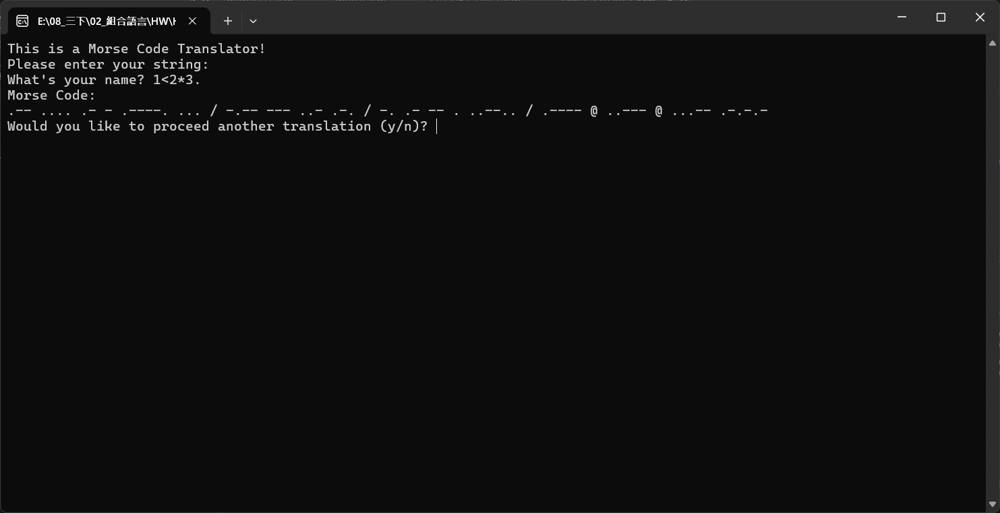 E:\08_三下\02_組合語言\HW\H
This is a Morse Code Translator!
Please enter your string:
What's your name? 1<2*3.
Morse Code:
.-- .... .- - .----. ... / -.-- --- ..- .-. / -. .- -- . ..--.. / .---- @ ..--- @ ...-- .-.-.-
Would you like to proceed another translation (y/n)?